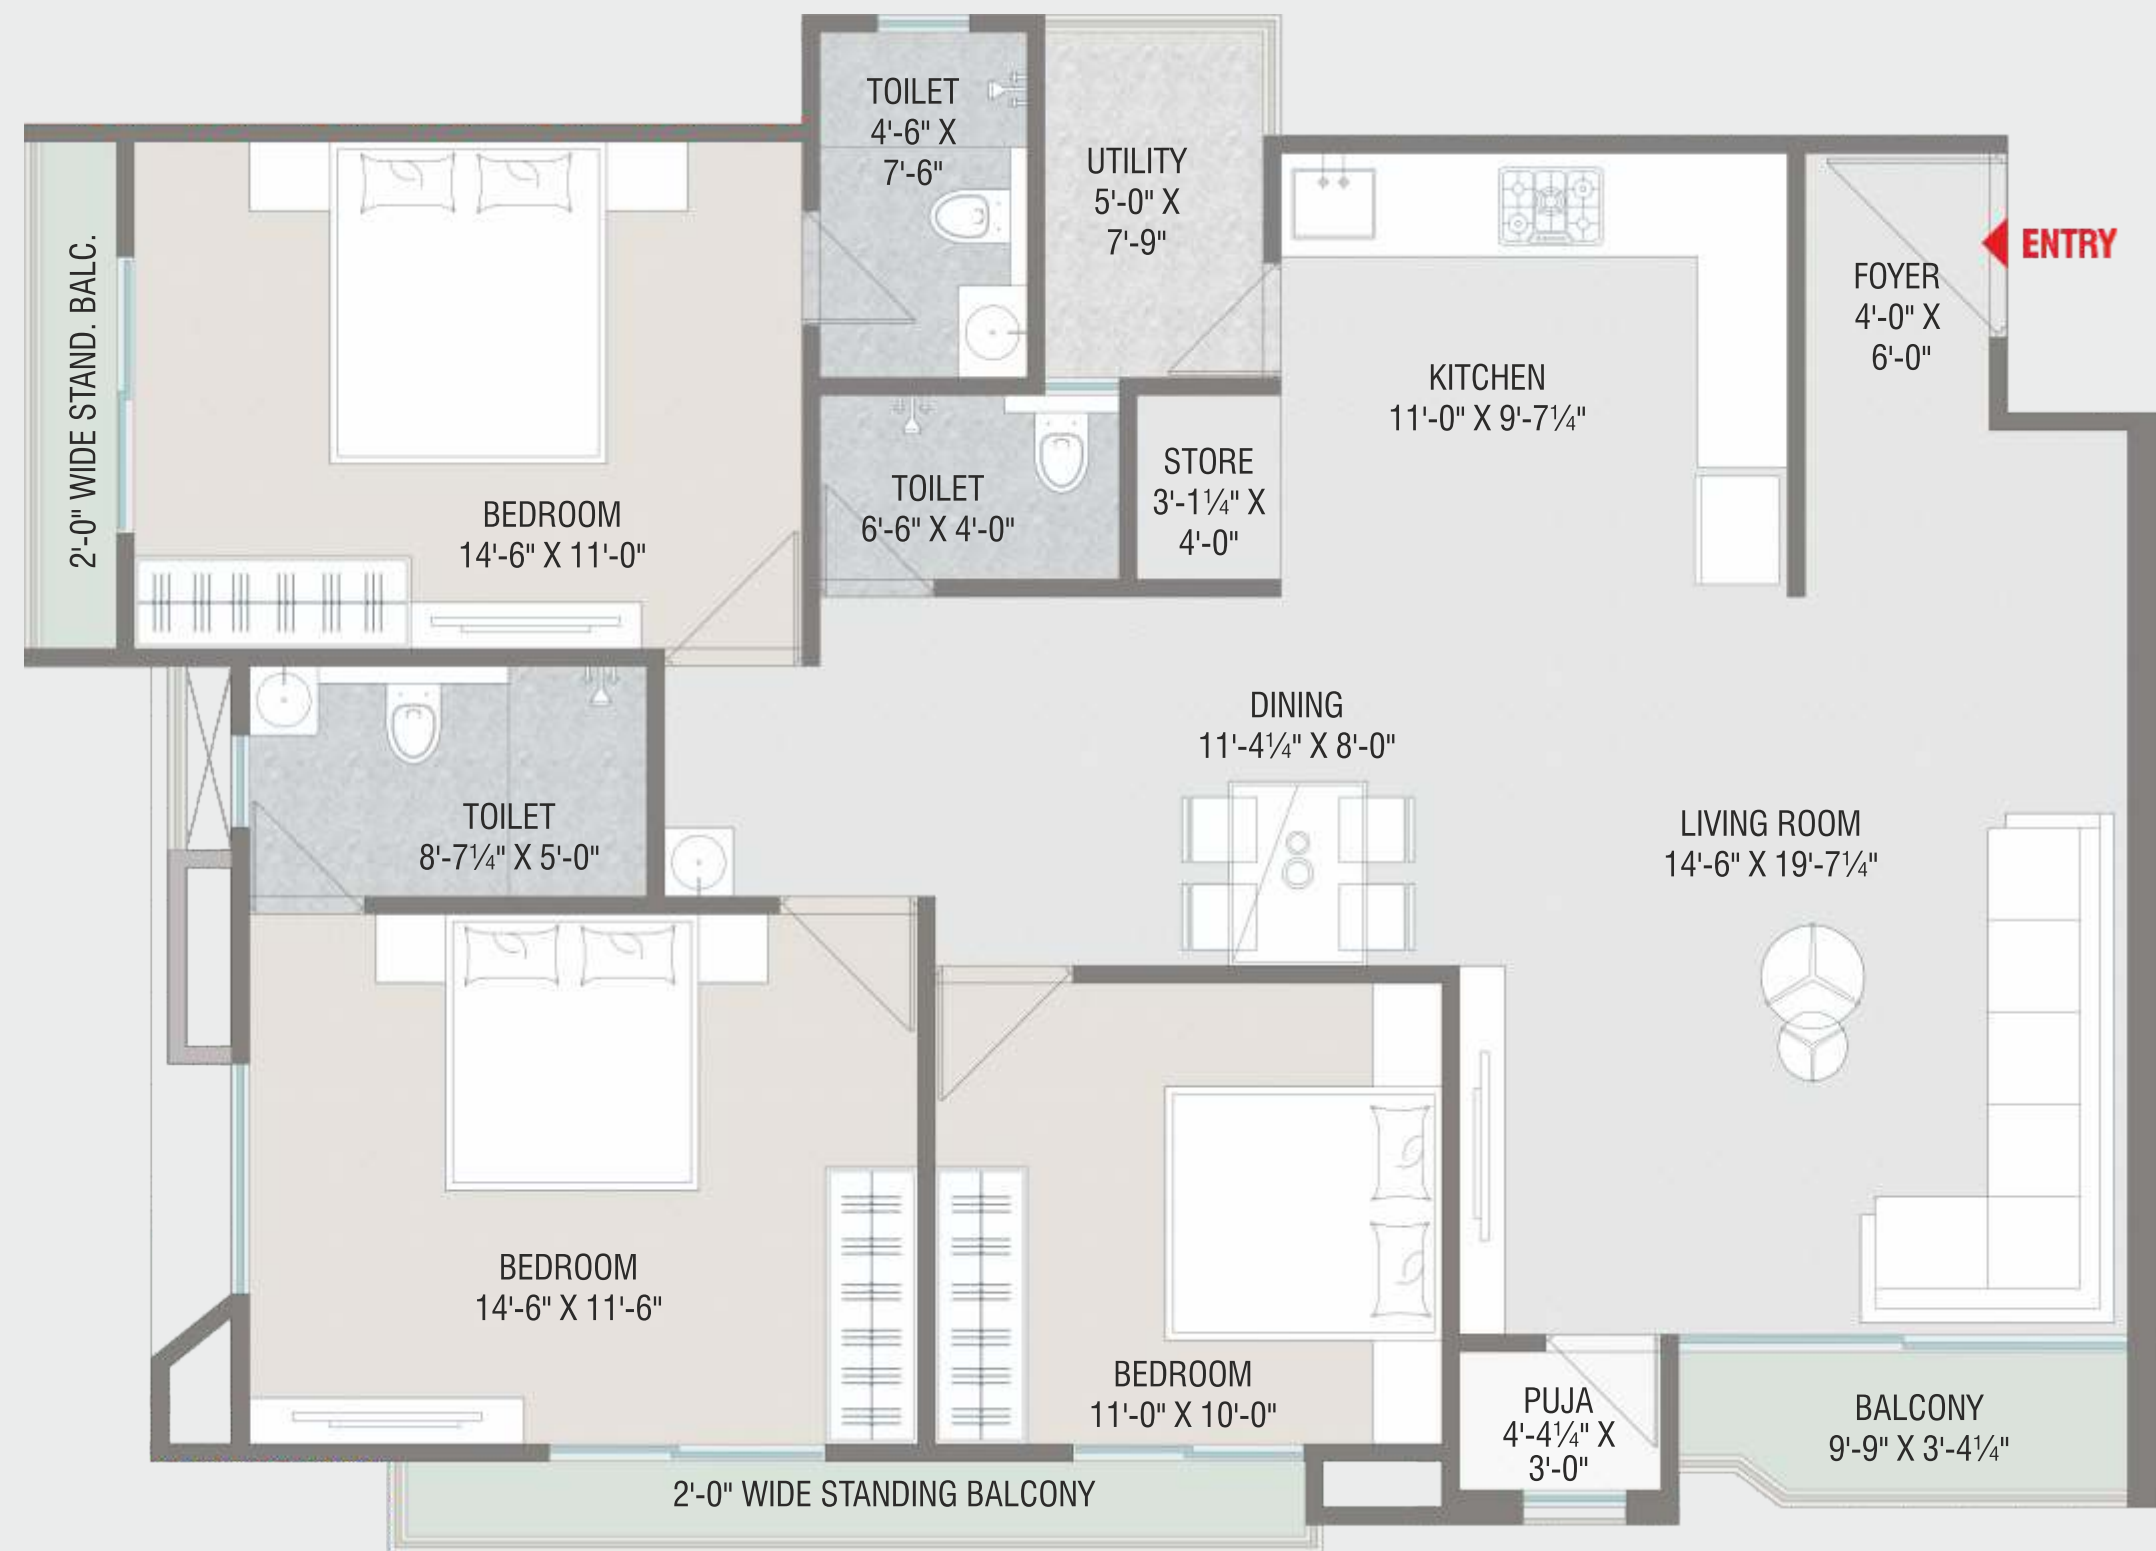 TOILET
4'-6" X
7'-6"
UTILITY
5'-0" X
7'-9"
ENTRY
FOYER
4'-0" X
6'-0"
2'-0" WIDE STAND. BALC.
KITCHEN
11'-0" X 9'-7¼"
BEDROOM
14'-6" X 11'-0"
TOILET
6'-6" X 4'-0"
STORE
3'-1¼" X
4'-0"
DINING
11'-4¼" X 8'-0"
TOILET
8'-7¼" X 5'-0"
LIVING ROOM
14'-6" X 19'-7¼"
BEDROOM
14'-6" X 11'-6"
BEDROOM
11'-0" X 10'-0"
PUJA
4'-4¼" X
3'-0"
BALCONY
9'-9" X 3'-4¼"
2'-0" WIDE STANDING BALCONY